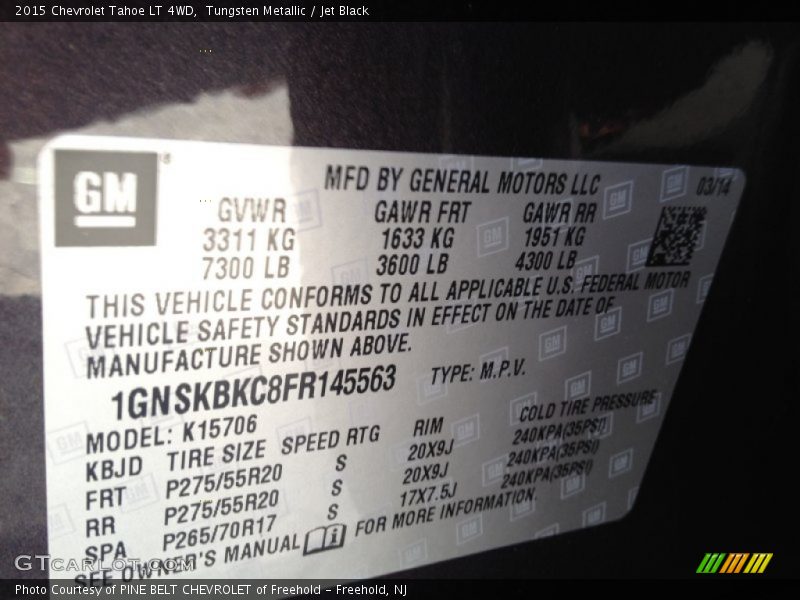 2015 Chevrolet Tahoe LT 4WD,  Tungsten Metallic / Jet Black
GM®
MFD BY GENERAL MOTORS LLC
03/14
GVWR GAWR FRT GAWR RR
3311 KG 1633 KG 1951 KG
7300 LB 3600 LB 4300 LB
THIS VEHICLE CONFORMS TO ALL APPLICABLE U.S. FEDERAL MOTOR
VEHICLE SAFETY STANDARDS IN EFFECT ON THE DATE OF
MANUFACTURE SHOWN ABOVE.
1GNSKBKC8FR145563 TYPE: M.P.V.
MODEL: K15706
KBJD TIRE SIZE SPEED RTG RIM COLD TIRE PRESSURE
FRT P275/55R20 S 20X9J 240KPA(35PSI)
RR P275/55R20 S 20X9J 240KPA(35PSI)
SPA P265/70R17 S 17X7.5J 240KPA(35PSI)
SEE OWNER'S MANUAL FOR MORE INFORMATION.
GTCarlot.com
Photo Courtesy of PINE BELT CHEVROLET of Freehold - Freehold, NJ